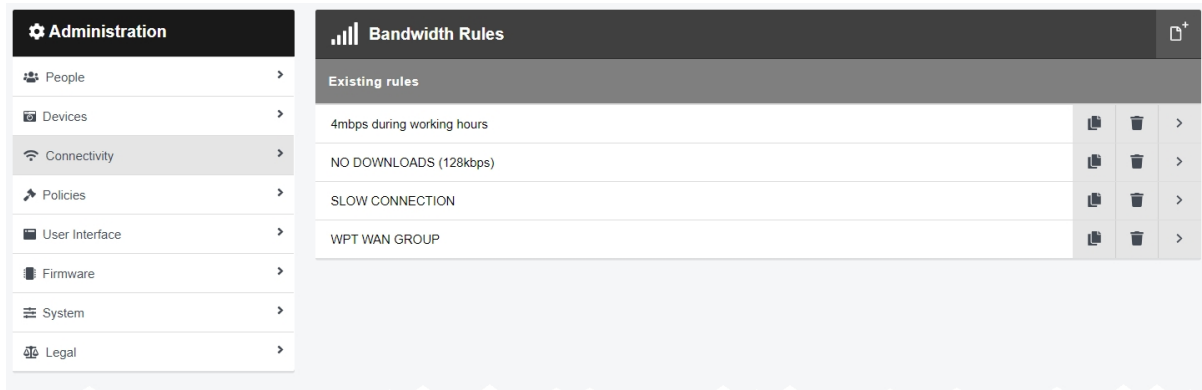 Administration
People
Devices
Connectivity
Policies
User Interface
Firmware
System
Legal
Bandwidth Rules
Existing rules
4mbps during working hours
NO DOWNLOADS (128kbps)
SLOW CONNECTION
WPT WAN GROUP